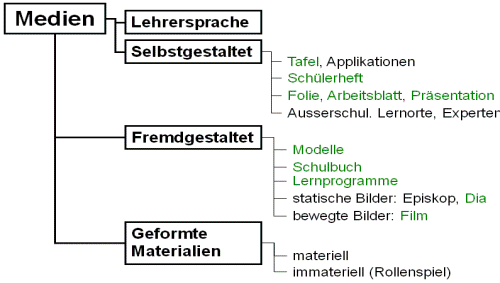 Medien
Lehrersprache
Selbstgestaltet
Tafel, Applikationen
Schülerheft
Folie, Arbeitsblatt, Präsentation
Ausserschul. Lernorte, Experten
Fremdgestaltet
Modelle
Schulbuch
Lernprogramme
statische Bilder: Episkop, Dia
bewegte Bilder: Film
Geformte
Materialien
materiell
immateriell (Rollenspiel)